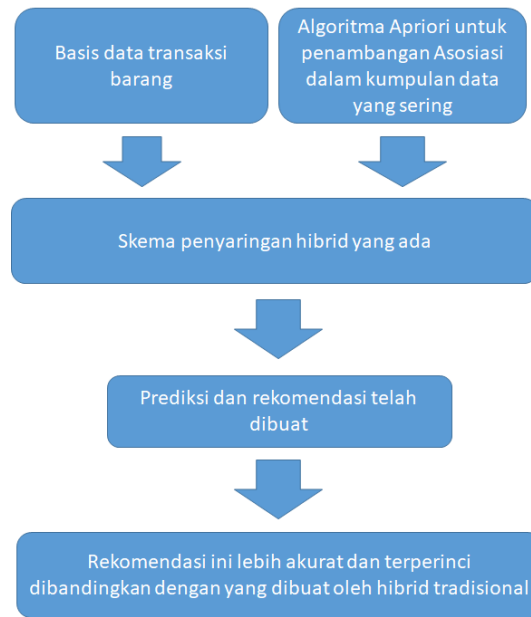 Basis data transaksi
barang
Algoritma Apriori untuk
penambangan Asosiasi
dalam kumpulan data
yang sering
Skema penyaringan hibrid yang ada
Prediksi dan rekomendasi telah
dibuat
Rekomendasi ini lebih akurat dan terperinci
dibandingkan dengan yang dibuat oleh hibrid tradisional